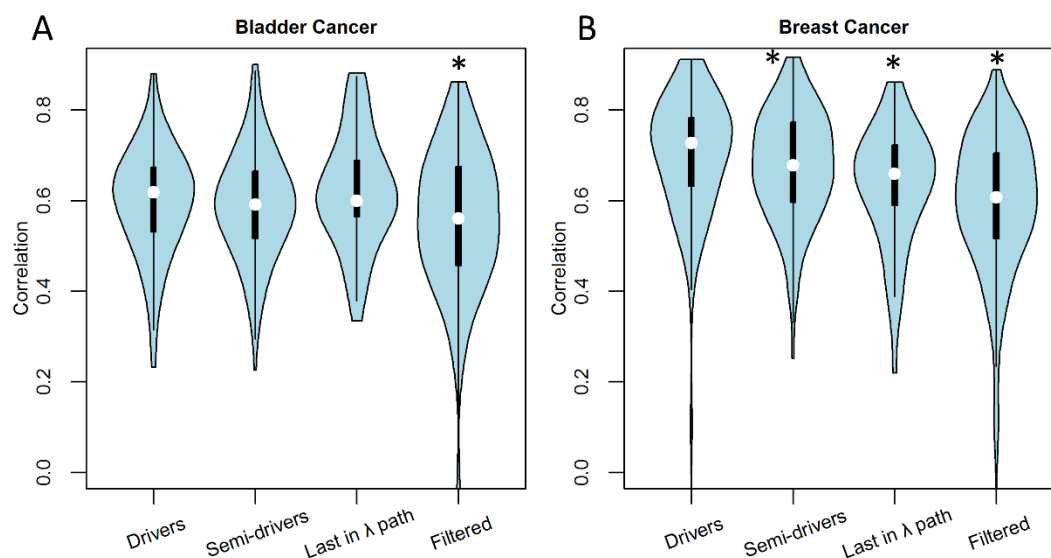 A
Bladder Cancer
*
Correlation
0.8
0.6
0.4
0.2
0.0
Drivers
Semi-drivers
Last in λ path
Filtered
B
Breast Cancer
* * *
Correlation
0.8
0.6
0.4
0.2
0.0
Drivers
Semi-drivers
Last in λ path
Filtered